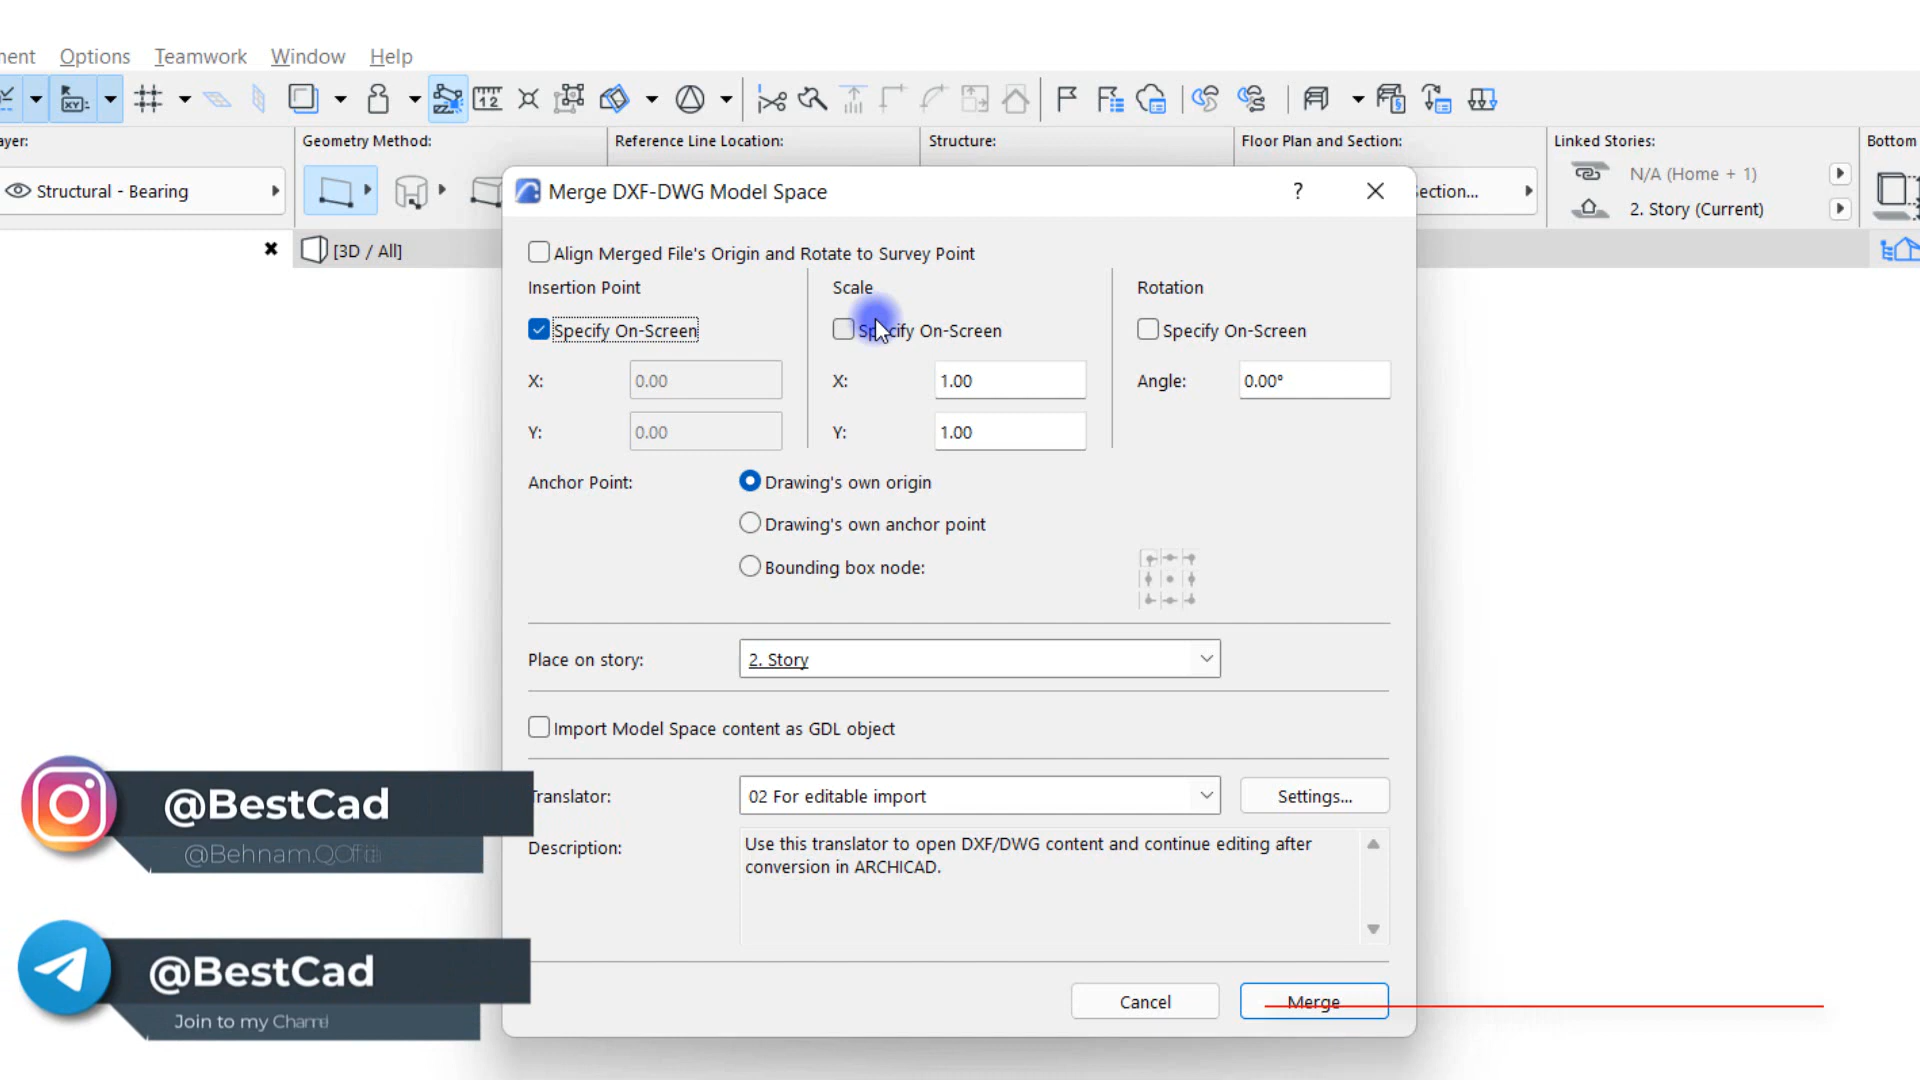 Options Teamwork Window Help
Geometry Method: Reference Line Location: Structure: Floor Plan and Section: Linked Stories: Bottom
Structural - Bearing
N/A (Home + 1)
2. Story (Current)
[3D / All]
Merge DXF-DWG Model Space
Align Merged File's Origin and Rotate to Survey Point
Insertion Point
Specify On-Screen
X: 0.00
Y: 0.00
Scale
Specify On-Screen
X: 1.00
Y: 1.00
Rotation
Specify On-Screen
Angle: 0.00°
Anchor Point:
Drawing's own origin
Drawing's own anchor point
Bounding box node:
Place on story: 2. Story
Import Model Space content as GDL object
Translator: 02 For editable import Settings...
Description: Use this translator to open DXF/DWG content and continue editing after
conversion in ARCHICAD.
Cancel Merge
@BestCad
@BestCad
Join to my